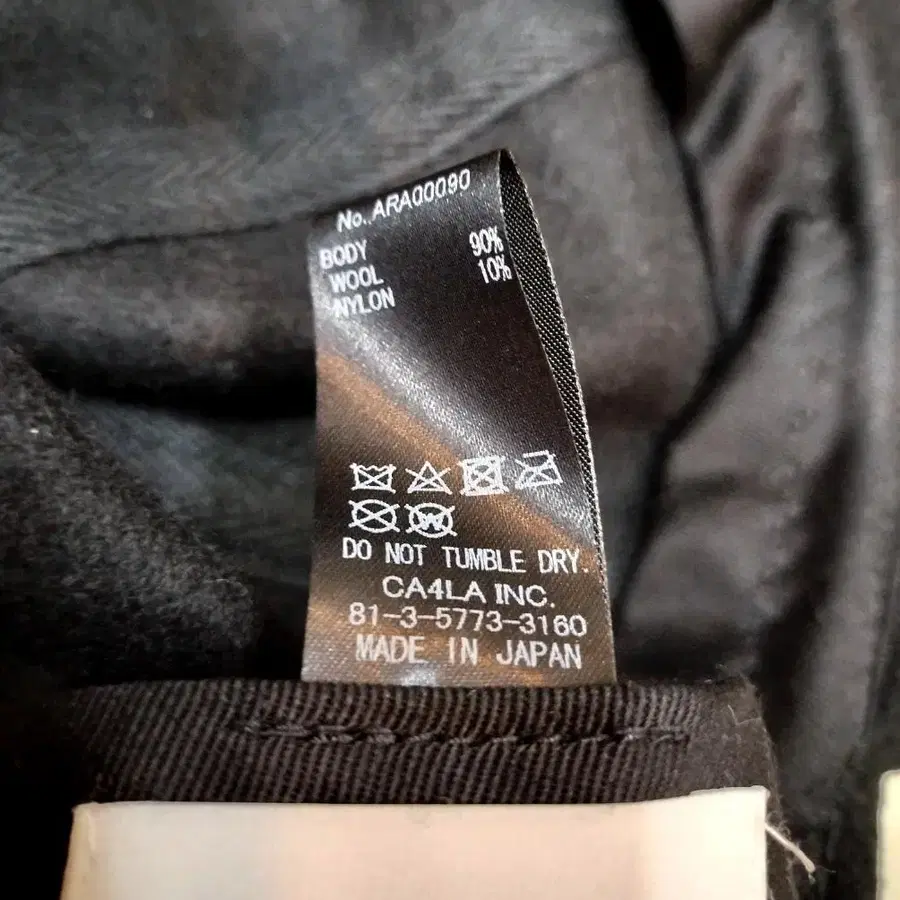 No. ARA00090
BODY
WOOL 90%
NYLON 10%
DO NOT TUMBLE DRY.
CA4LA INC.
81-3-5773-3160
MADE IN JAPAN